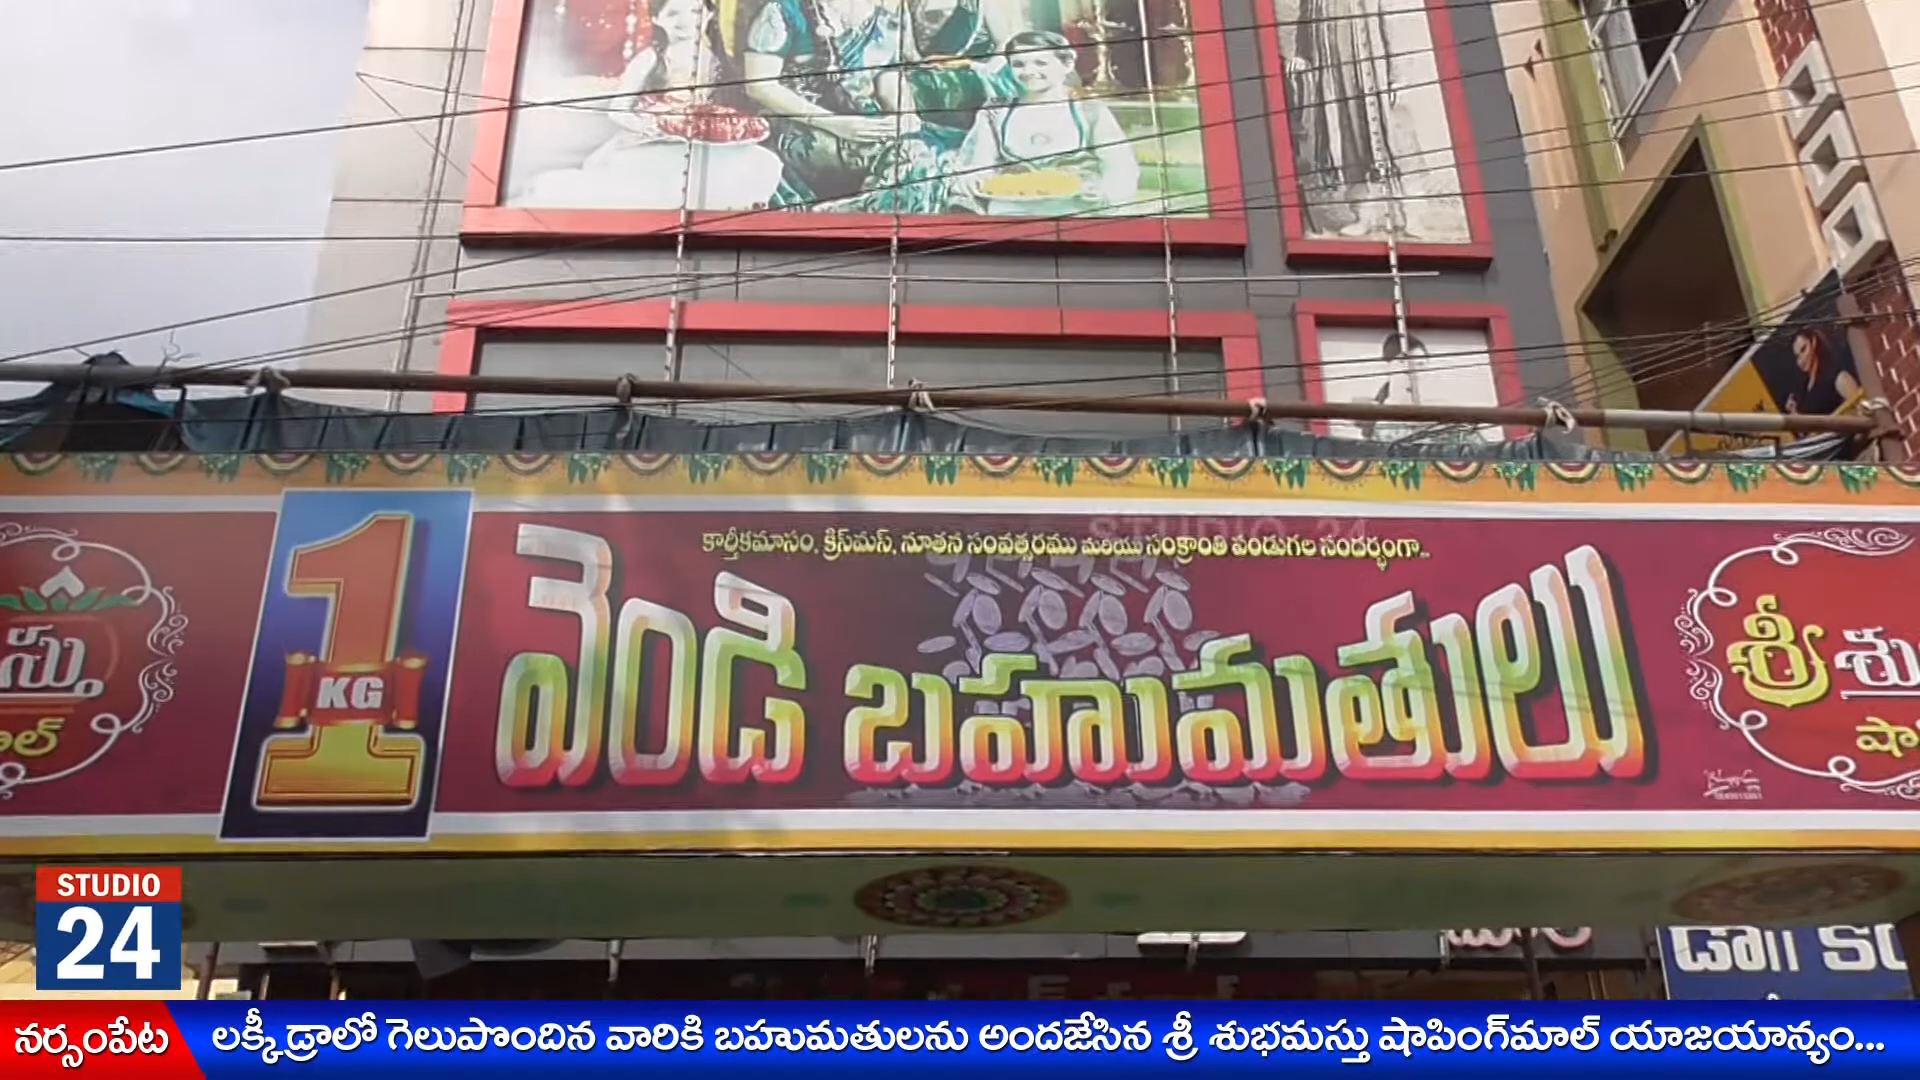 కార్తీకమాసం, క్రిస్‌మస్, నూతన సంవత్సరము మరియు సంక్రాంతి పండుగల సందర్భంగా..
1
KG
వెండి బహుమతులు
శ్రీ
STUDIO
24
నర్సంపేట
లక్కీడ్రాలో గెలుపొందిన వారికి బహుమతులను అందజేసిన శ్రీ శుభమస్తు షాపింగ్‌మాల్ యాజయాన్యం...